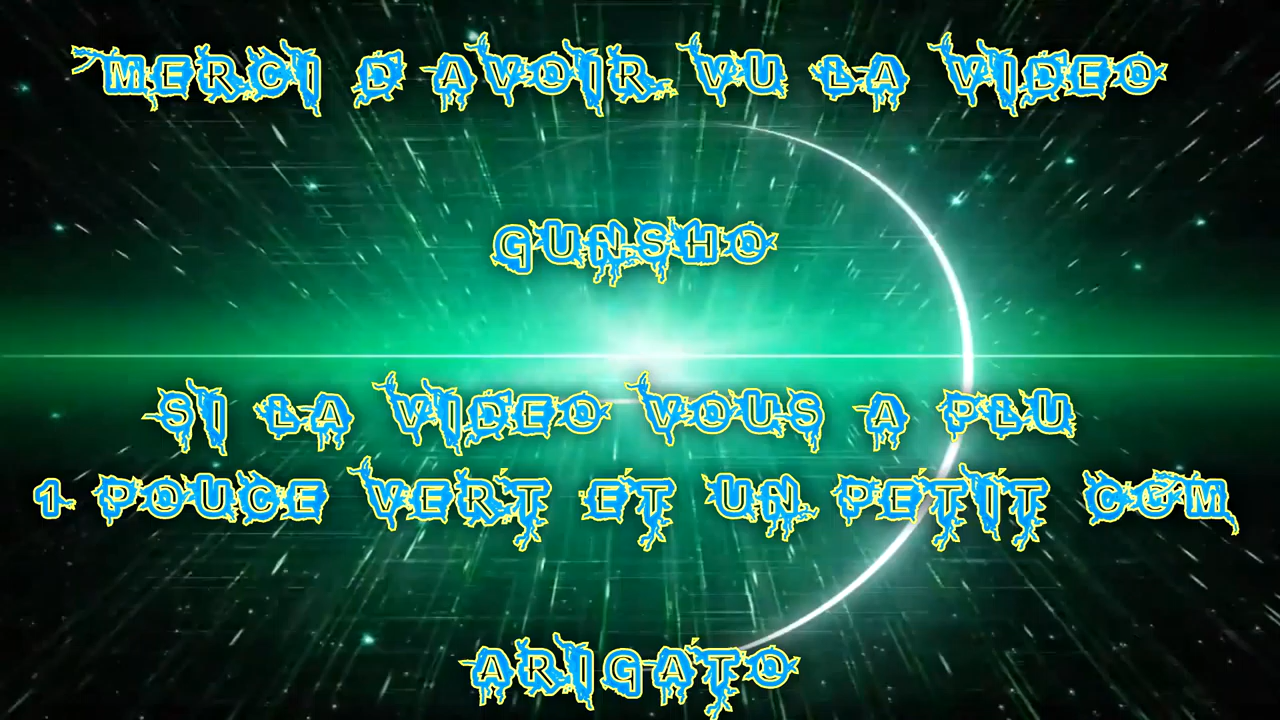 MERCI D AVOIR VU LA VIDEO
GUNSHO
SI LA VIDEO VOUS A PLU
1 POUCE VERT ET UN PETIT COM
ARIGATO